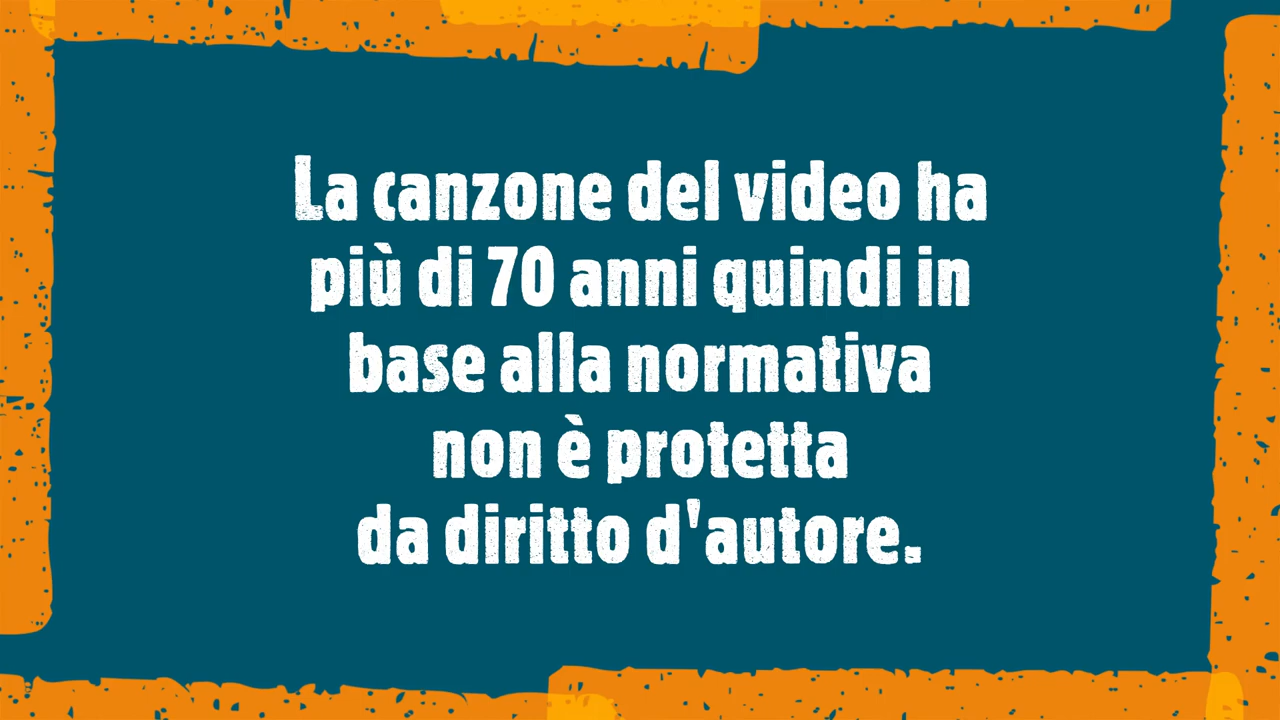 La canzone del video ha
più di 70 anni quindi in
base alla normativa
non è protetta
da diritto d'autore.